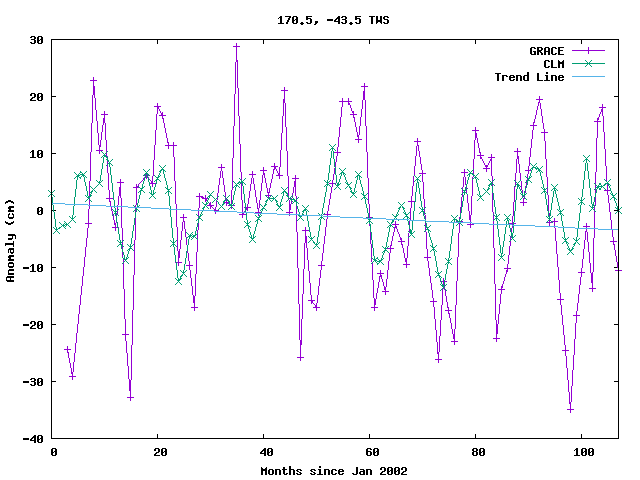 170.5, -43.5 TWS
GRACE
CLM
Trend Line
30
20
10
0
-10
-20
-30
-40
Anomaly (cm)
0 20 40 60 80 100
Months since Jan 2002